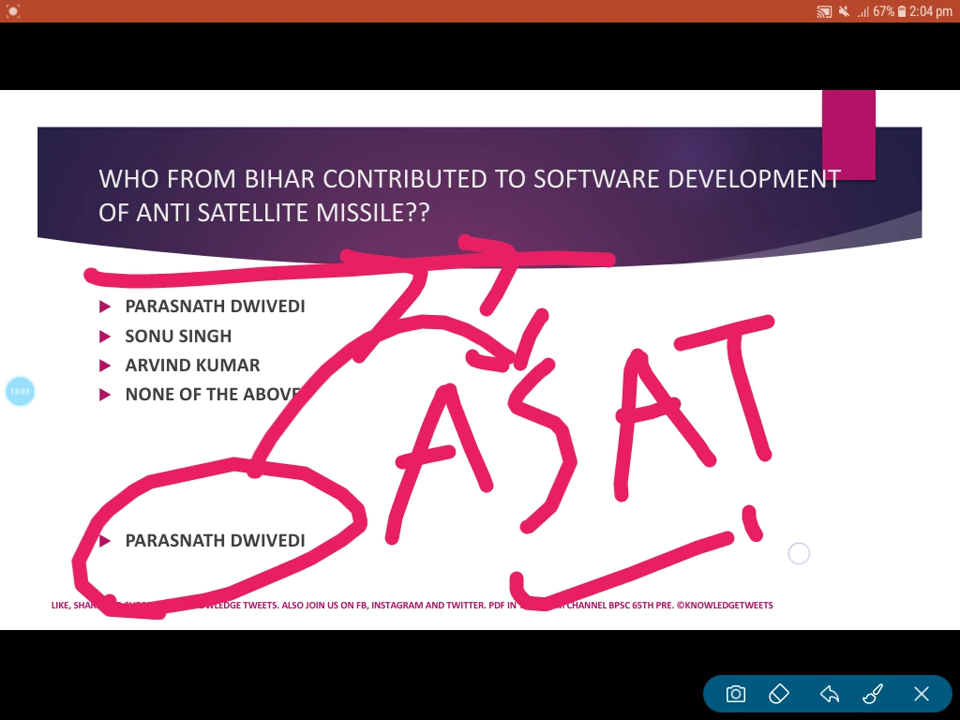 67% 2:04 pm
WHO FROM BIHAR CONTRIBUTED TO SOFTWARE DEVELOPMENT
OF ANTI SATELLITE MISSILE??
PARASNATH DWIVEDI
SONU SINGH
ARVIND KUMAR
NONE OF THE ABOVE
ASAT
13:03
PARASNATH DWIVEDI
LIKE, KNOWLEDGE TWEETS. ALSO JOIN US ON FB, INSTAGRAM AND TWITTER. PDF IN CHANNEL BPSC 65TH PRE. ©KNOWLEDGETWEETS